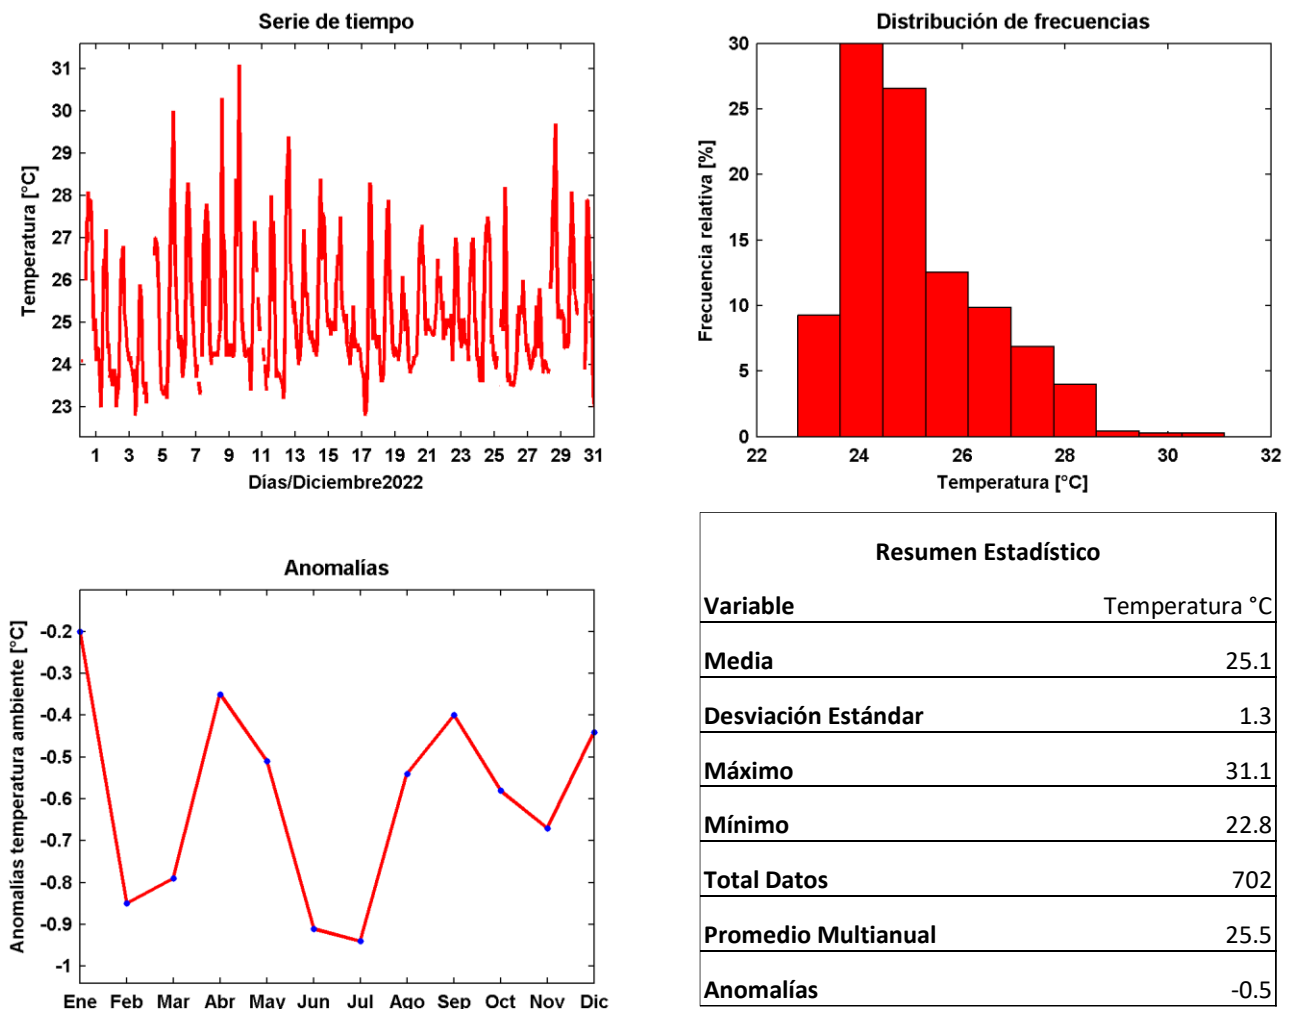 Serie de tiempo
Temperatura [°C]
31
30
29
28
27
26
25
24
23
1 3 5 7 9 11 13 15 17 19 21 23 25 27 29 31
Días/Diciembre2022
Distribución de frecuencias
Frecuencia relativa [%]
30
25
20
15
10
5
0
22 24 26 28 30 32
Temperatura [°C]
Anomalías
Anomalías temperatura ambiente [°C]
-0.2
-0.3
-0.4
-0.5
-0.6
-0.7
-0.8
-0.9
-1
Ene Feb Mar Abr May Jun Jul Ago Sep Oct Nov Dic
Resumen Estadístico
Variable Temperatura °C
Media 25.1
Desviación Estándar 1.3
Máximo 31.1
Mínimo 22.8
Total Datos 702
Promedio Multianual 25.5
Anomalías -0.5